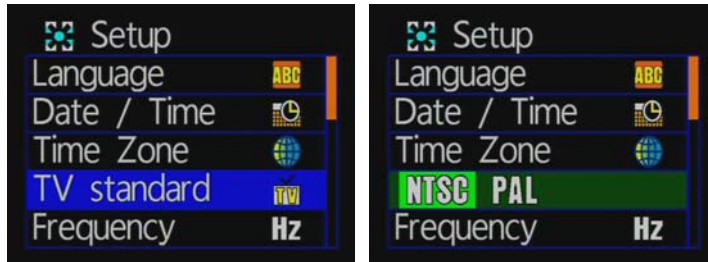 Setup
Language ABC
Date / Time
Time Zone
TV standard TV
Frequency Hz
Setup
Language ABC
Date / Time
Time Zone
NTSC PAL
Frequency Hz